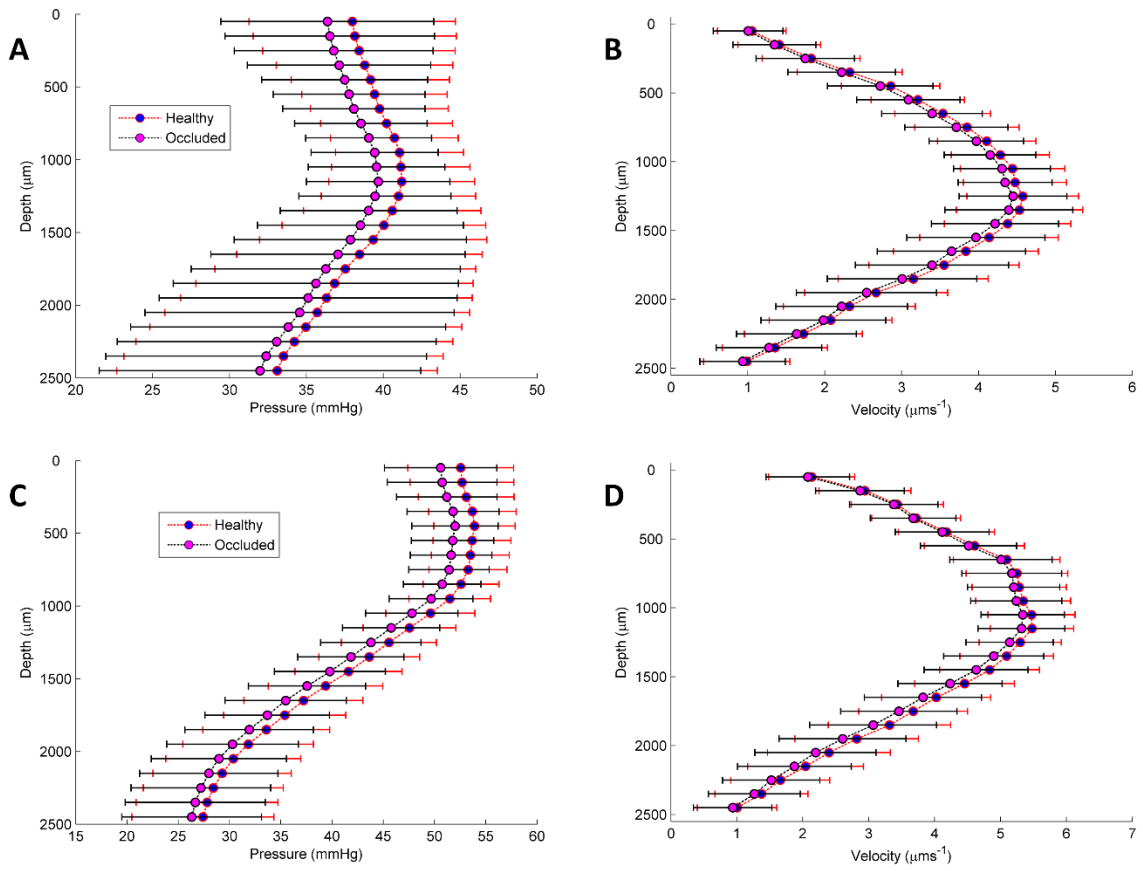 A
0
500
1000
1500
2000
2500
Depth (μm)
Healthy
Occluded
20 25 30 35 40 45 50
Pressure (mmHg)
B
0
500
1000
1500
2000
2500
Depth (μm)
0 1 2 3 4 5 6
Velocity (μms⁻¹)
C
0
500
1000
1500
2000
2500
Depth (μm)
Healthy
Occluded
15 20 25 30 35 40 45 50 55 60
Pressure (mmHg)
D
0
500
1000
1500
2000
2500
Depth (μm)
0 1 2 3 4 5 6 7
Velocity (μms⁻¹)